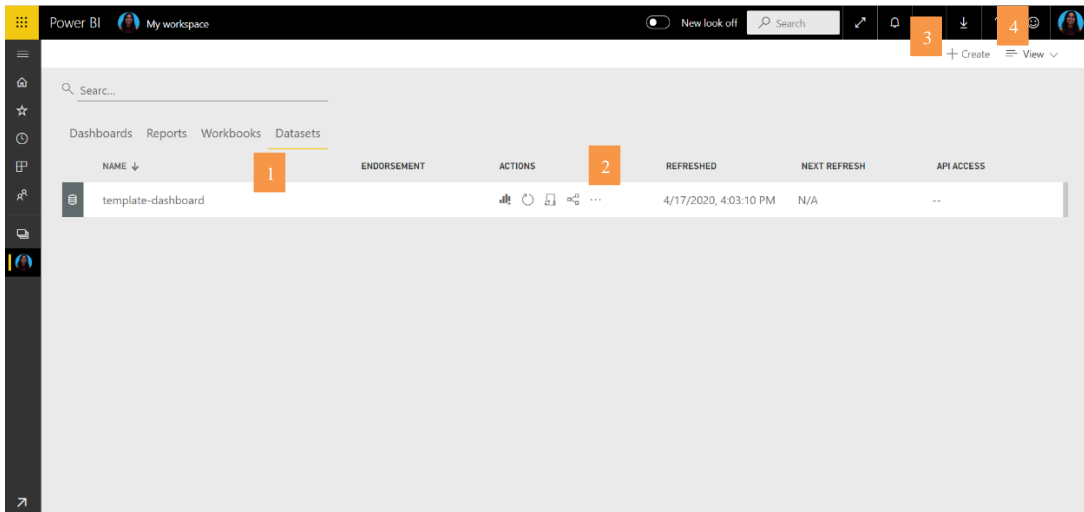 Power BI My workspace New look off Search
3 4
+ Create View
Searc...
Dashboards Reports Workbooks Datasets
NAME ENDORSEMENT ACTIONS REFRESHED NEXT REFRESH API ACCESS
1 2
template-dashboard ... 4/17/2020, 4:03:10 PM N/A --